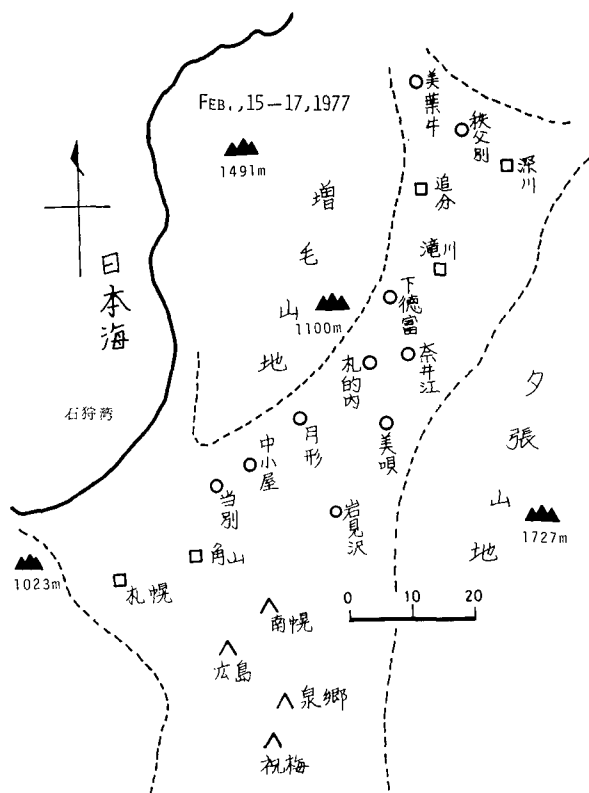 FEB.,15-17,1977
1491m
美葉牛
秩父別
深川
追分
増毛山地
滝川
日本海
下徳富
1100m
奈井江
札的内
夕張山地
石狩湾
月形
美唄
中小屋
当別
岩見沢
1727m
角山
1023m
札幌
0 10 20
南幌
広島
泉郷
祝梅